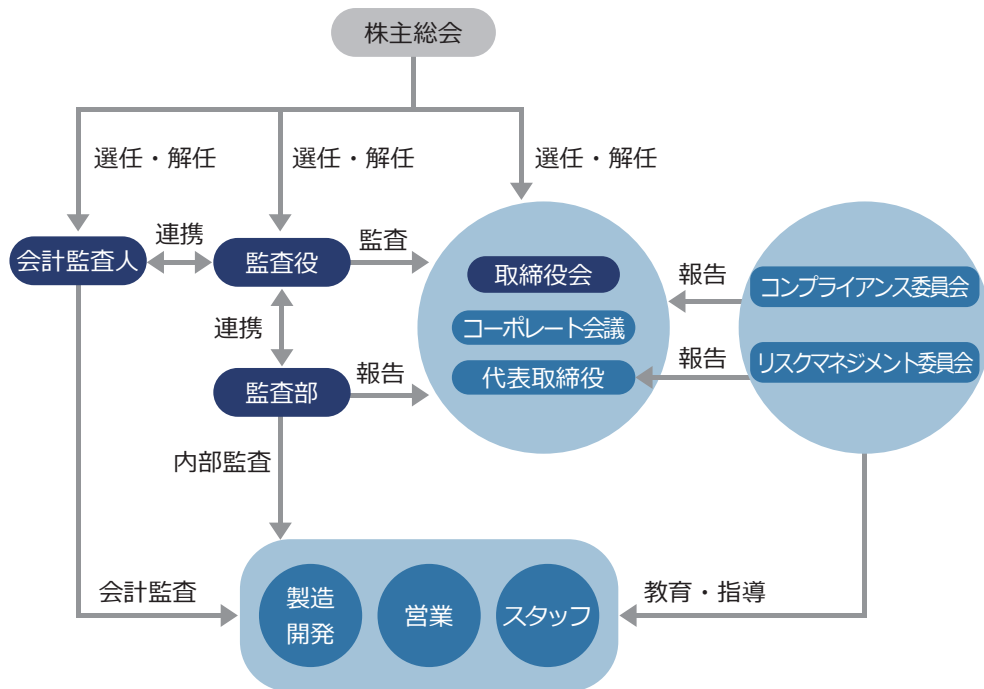 株主総会
選任・解任
選任・解任
選任・解任
会計監査人
連携
監査役
監査
取締役会
コーポレート会議
代表取締役
報告
コンプライアンス委員会
報告
リスクマネジメント委員会
連携
監査部
報告
内部監査
会計監査
製造
開発
営業
スタッフ
教育・指導